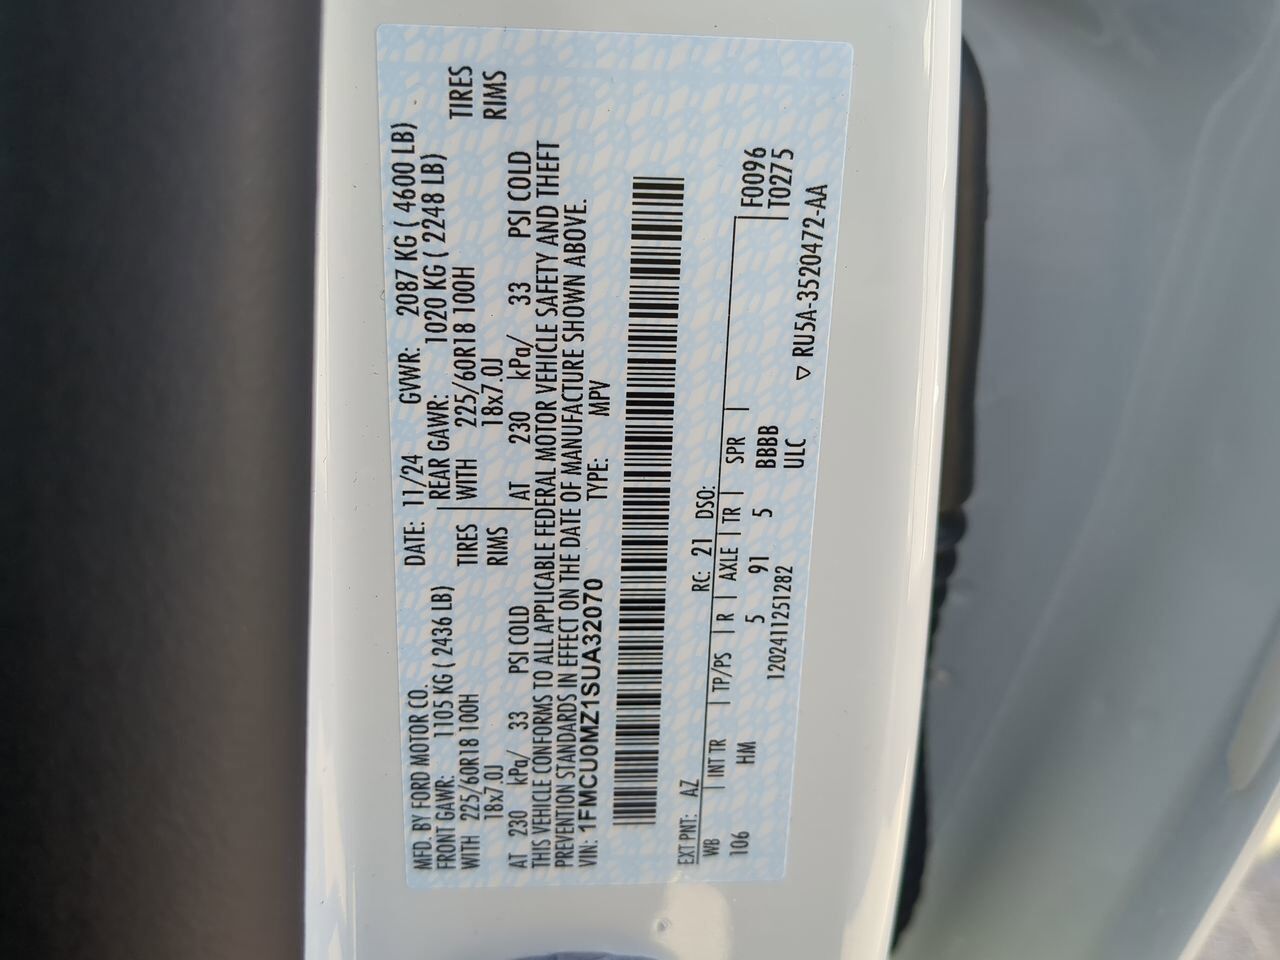 MFD. BY FORD MOTOR CO. DATE: 11/24 GVWR: 2087 KG ( 4600 LB)
FRONT GAWR: 1105 KG ( 2436 LB) REAR GAWR: 1020 KG ( 2248 LB)
WITH 225/60R18 100H TIRES WITH 225/60R18 100H TIRES
18x7.0J RIMS 18x7.0J RIMS
AT 230 kPa/ 33 PSI COLD AT 230 kPa/ 33 PSI COLD
THIS VEHICLE CONFORMS TO ALL APPLICABLE FEDERAL MOTOR VEHICLE SAFETY AND THEFT
PREVENTION STANDARDS IN EFFECT ON THE DATE OF MANUFACTURE SHOWN ABOVE.
VIN: 1FMCU0MZ1SUA32070 TYPE: MPV
EXT PNT: AZ RC: 21 DSO:
WB INT TR TP/PS R AXLE TR SPR F0096
106 HM 5 91 5 BBBB T0275
1202411251282 ULC
▽ RU5A-3520472-AA